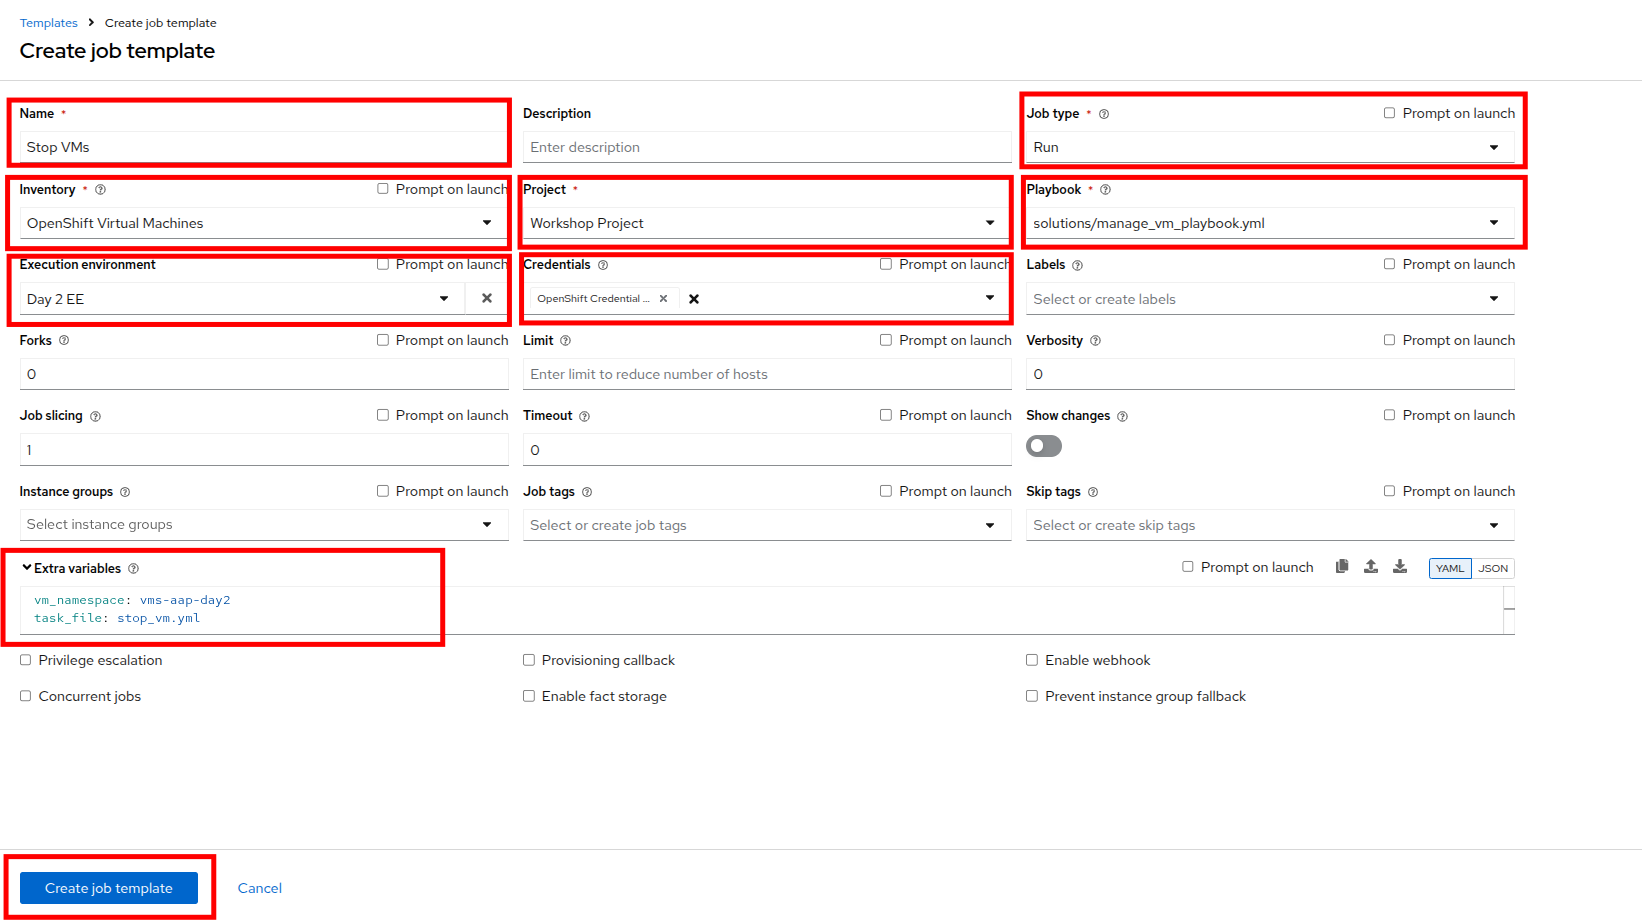 Templates > Create job template
Create job template
Name *
Description
Job type *
Prompt on launch
Stop VMs
Enter description
Run
Inventory *
Prompt on launch
Project *
Playbook *
OpenShift Virtual Machines
Workshop Project
solutions/manage_vm_playbook.yml
Execution environment
Prompt on launch
Credentials
Prompt on launch
Labels
Prompt on launch
Day 2 EE
OpenShift Credential ...
Select or create labels
Forks
Prompt on launch
Limit
Prompt on launch
Verbosity
Prompt on launch
0
Enter limit to reduce number of hosts
0
Job slicing
Prompt on launch
Timeout
Prompt on launch
Show changes
Prompt on launch
1
0
Instance groups
Prompt on launch
Job tags
Prompt on launch
Skip tags
Prompt on launch
Select instance groups
Select or create job tags
Select or create skip tags
Extra variables
Prompt on launch
YAML
JSON
vm_namespace: vms-aap-day2
task_file: stop_vm.yml
Privilege escalation
Provisioning callback
Enable webhook
Concurrent jobs
Enable fact storage
Prevent instance group fallback
Create job template
Cancel